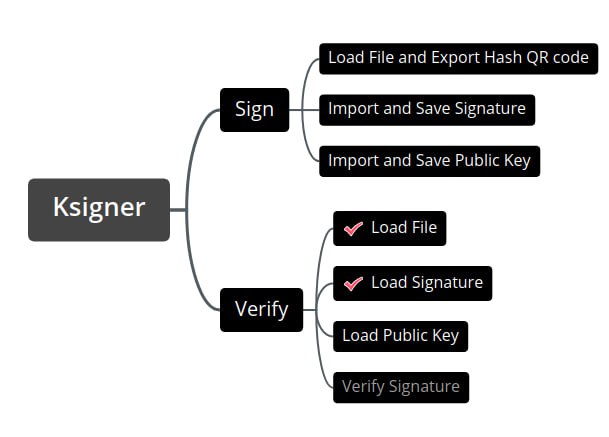 Ksigner
Sign
Load File and Export Hash QR code
Import and Save Signature
Import and Save Public Key
Verify
Load File
Load Signature
Load Public Key
Verify Signature